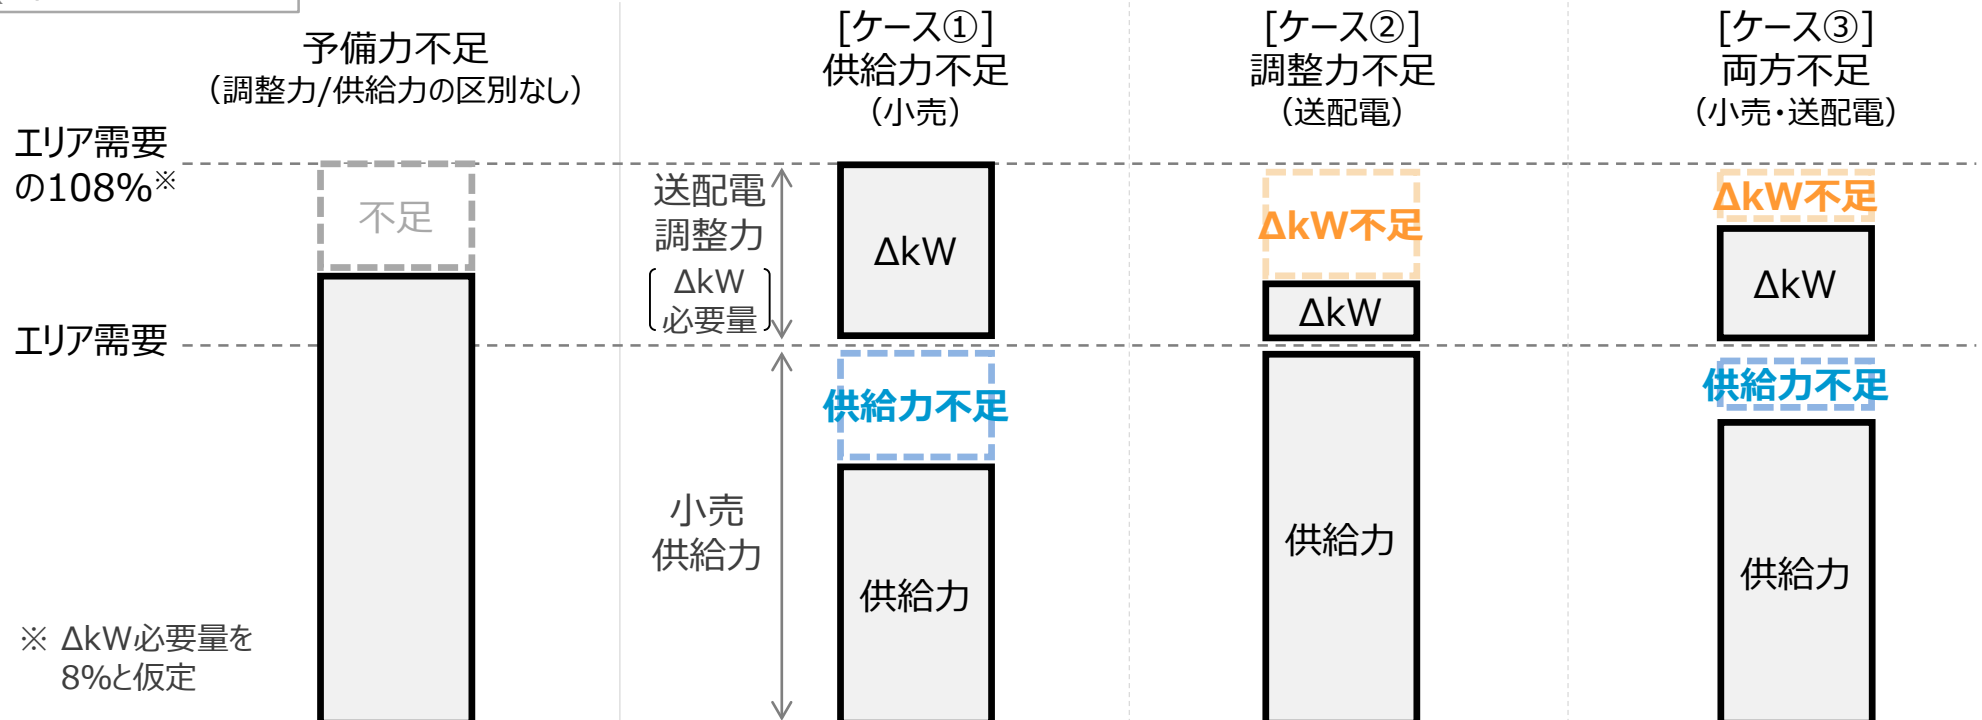 予備力不足
（調整力/供給力の区別なし）
[ケース①]
供給力不足
（小売）
[ケース②]
調整力不足
（送配電）
[ケース③]
両方不足
（小売・送配電）
エリア需要
の108%※
エリア需要
不足
送配電
調整力
ΔkW
必要量
小売
供給力
ΔkW
供給力不足
供給力
ΔkW不足
ΔkW
供給力
ΔkW不足
ΔkW
供給力不足
供給力
※ ΔkW必要量を
8%と仮定